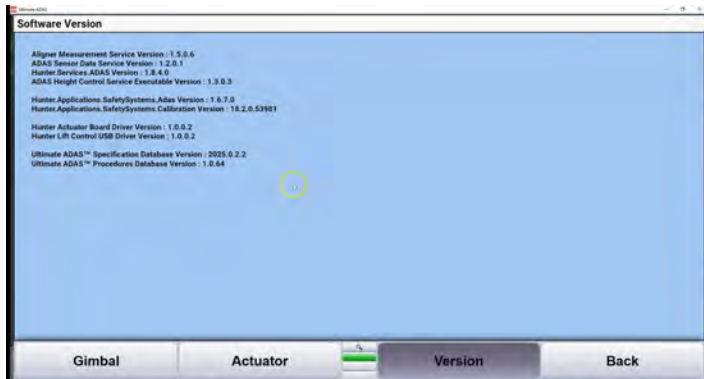 Ultimate ADAS
Software Version
Aligner Measurement Service Version : 1.5.0.6
ADAS Sensor Data Service Version : 1.2.0.1
Hunter.Services.ADAS Version : 1.8.4.0
ADAS Height Control Service Executable Version : 1.3.0.3
Hunter.Applications.SafetySystems.Adas Version : 1.6.7.0
Hunter.Applications.SafetySystems.Calibration Version : 18.2.0.53981
Hunter Actuator Board Driver Version : 1.0.0.2
Hunter Lift Control USB Driver Version : 1.0.0.2
Ultimate ADAS™ Specification Database Version : 2025.0.2.2
Ultimate ADAS™ Procedures Database Version : 1.0.64
Gimbal
Actuator
Version
Back